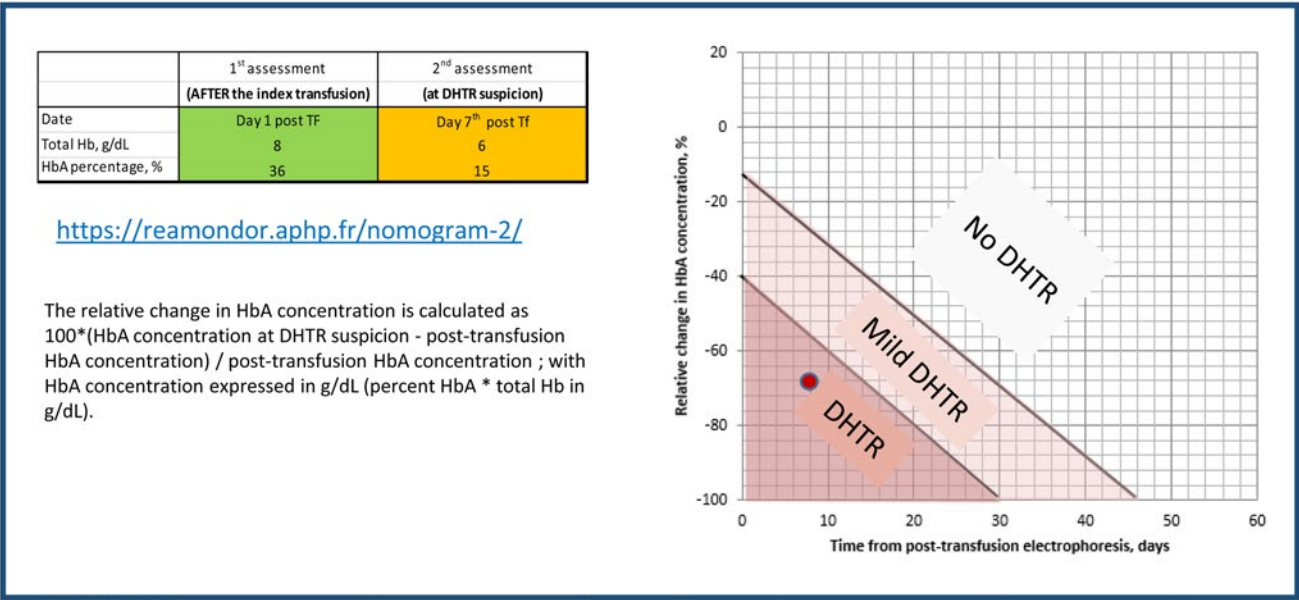 1st assessment 2nd assessment
(AFTER the index transfusion) (at DHTR suspicion)
Date Day 1 post TF Day 7th post Tf
Total Hb, g/dL 8 6
HbA percentage, % 36 15
https://reamondor.aphp.fr/nomogram-2/
The relative change in HbA concentration is calculated as
100*(HbA concentration at DHTR suspicion - post-transfusion
HbA concentration) / post-transfusion HbA concentration ; with
HbA concentration expressed in g/dL (percent HbA * total Hb in
g/dL).
Relative change in HbA concentration, %
20
0
-20
-40
-60
-80
-100
No DHTR
Mild DHTR
DHTR
0 10 20 30 40 50 60
Time from post-transfusion electrophoresis, days